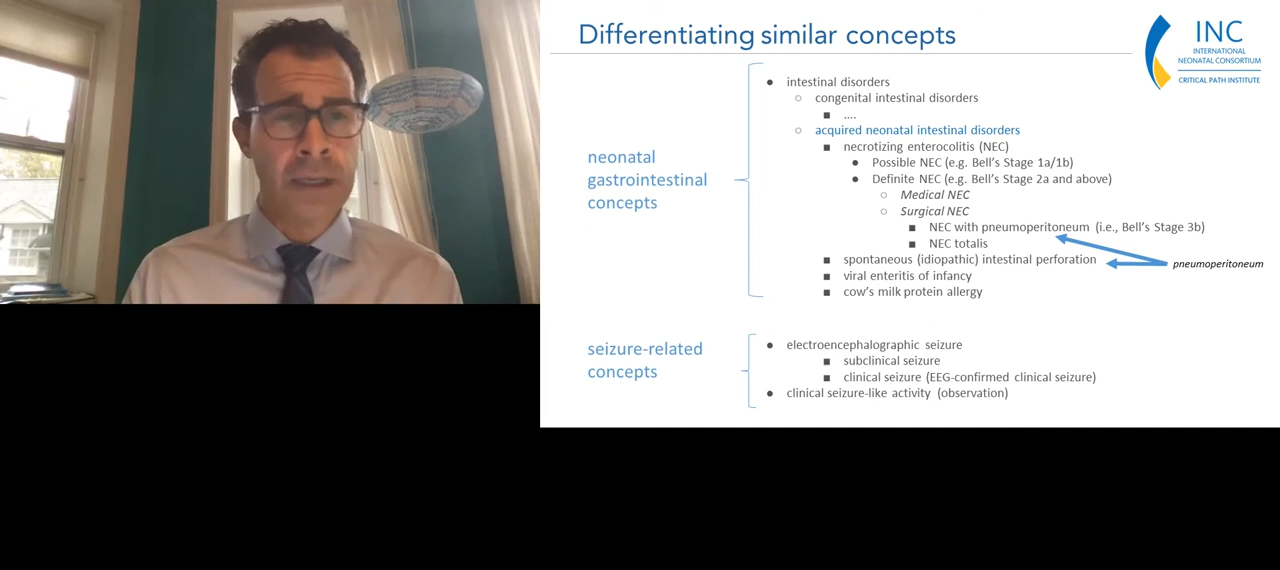 Differentiating similar concepts
INC
INTERNATIONAL
NEONATAL CONSORTIUM
CRITICAL PATH INSTITUTE
neonatal
gastrointestinal
concepts
● intestinal disorders
○ congenital intestinal disorders
■ ....
○ acquired neonatal intestinal disorders
■ necrotizing enterocolitis (NEC)
● Possible NEC (e.g. Bell's Stage 1a/1b)
● Definite NEC (e.g. Bell's Stage 2a and above)
○ Medical NEC
○ Surgical NEC
■ NEC with pneumoperitoneum (i.e., Bell's Stage 3b)
■ NEC totalis
■ spontaneous (idiopathic) intestinal perforation
pneumoperitoneum
■ viral enteritis of infancy
■ cow's milk protein allergy
seizure-related
concepts
● electroencephalographic seizure
■ subclinical seizure
■ clinical seizure (EEG-confirmed clinical seizure)
● clinical seizure-like activity (observation)